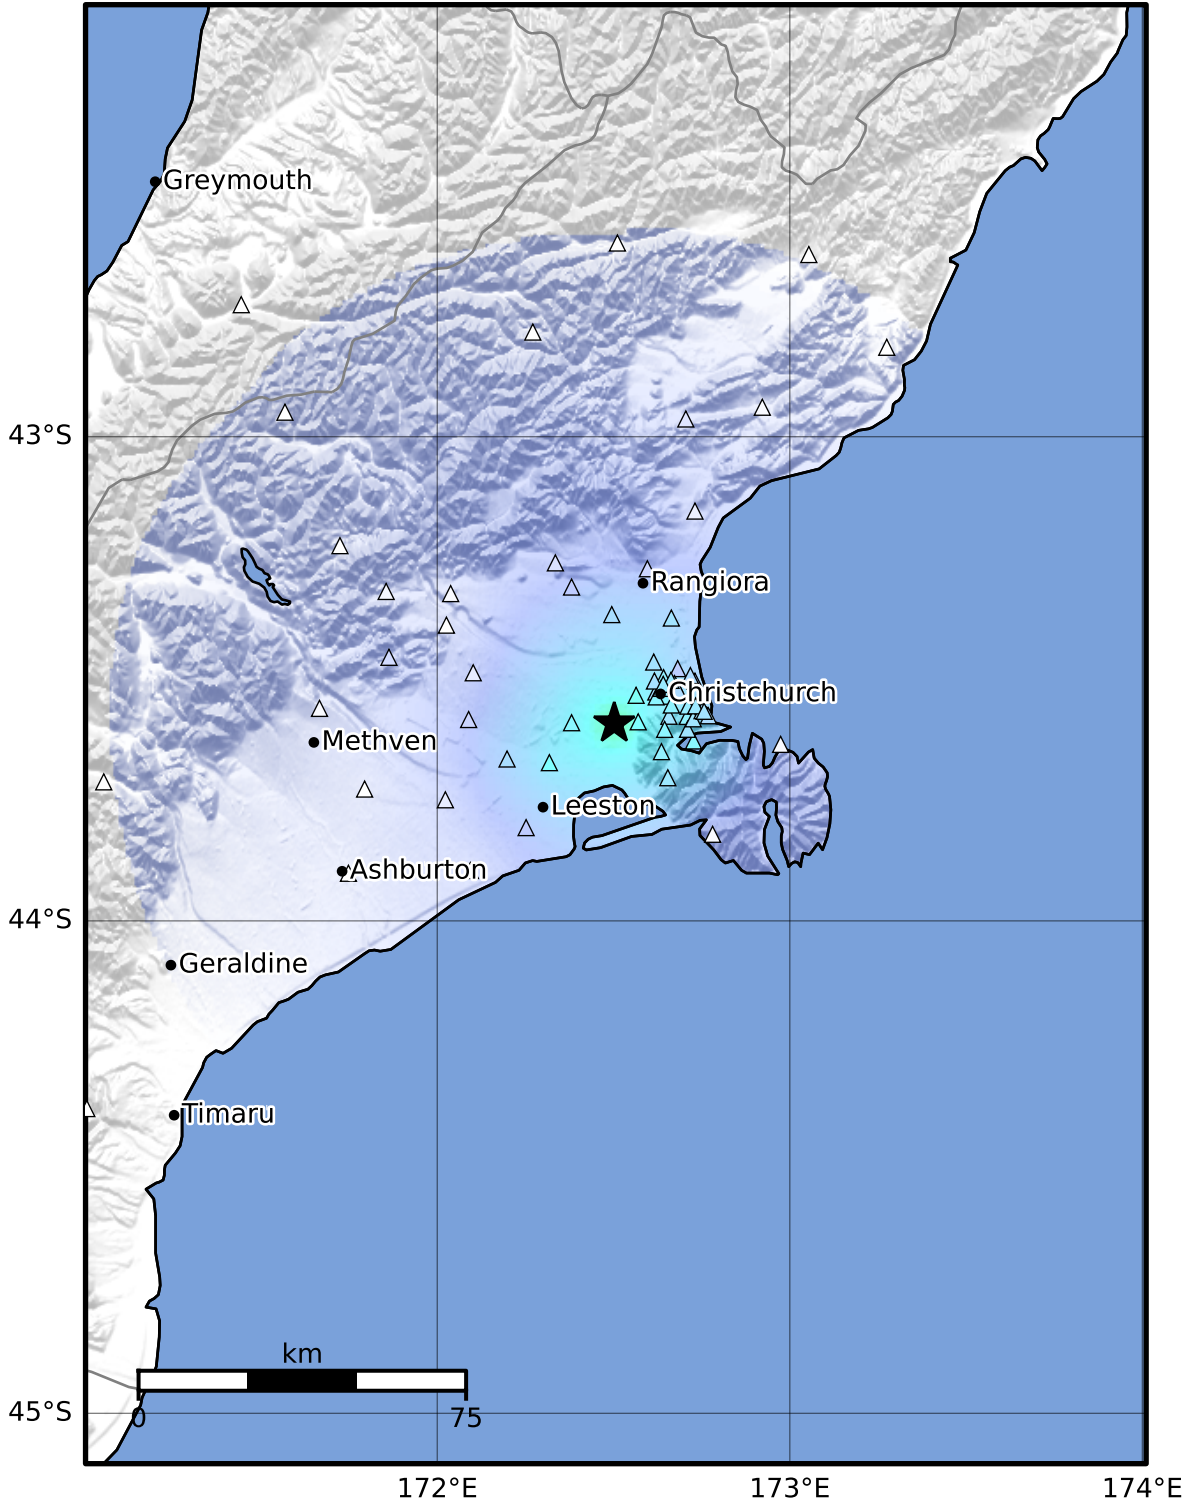 Greymouth
43°S
Rangiora
Christchurch
Methven
Leeston
Ashburton
44°S
Geraldine
Timaru
km
0 75
45°S
172°E 173°E 174°E